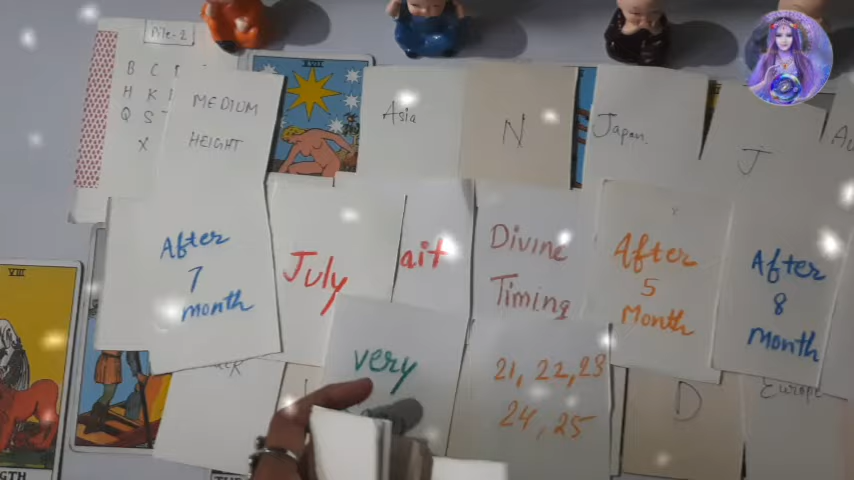 Pile-2
B C
H K
Q S
X
MEDIUM
HEIGHT
XVII
Asia
N
Japan
J
After
7
month
July
ait
Divine
Timing
After
5
Month
After
8
Month
VIII
very
21, 22, 23
24, 25
D
Europe